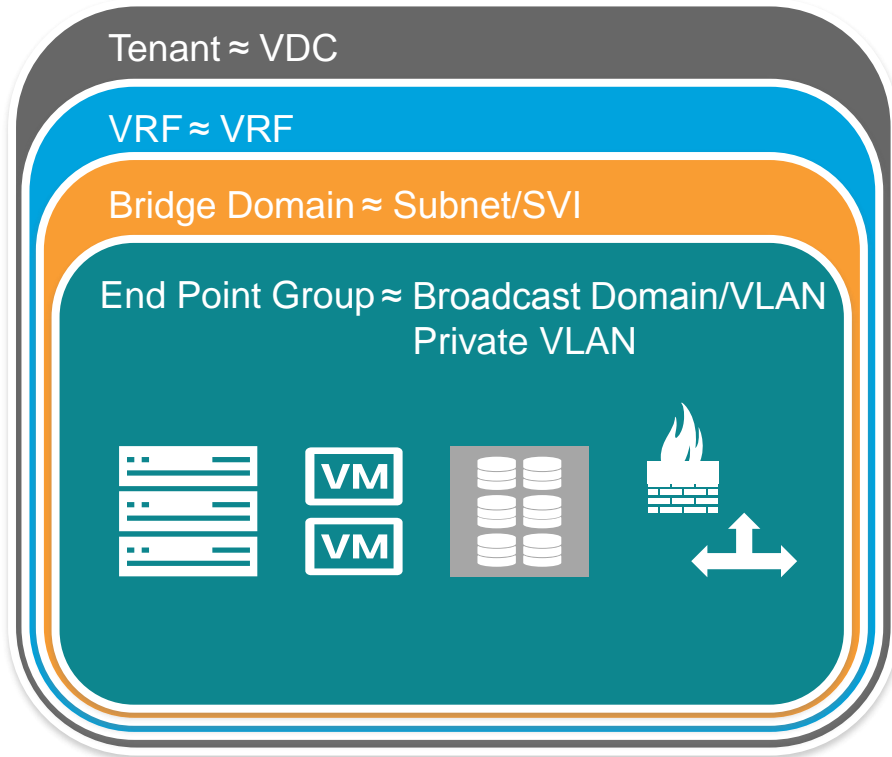 Tenant ≈ VDC
VRF ≈ VRF
Bridge Domain ≈ Subnet/SVI
End Point Group ≈ Broadcast Domain/VLAN
Private VLAN
VM
VM